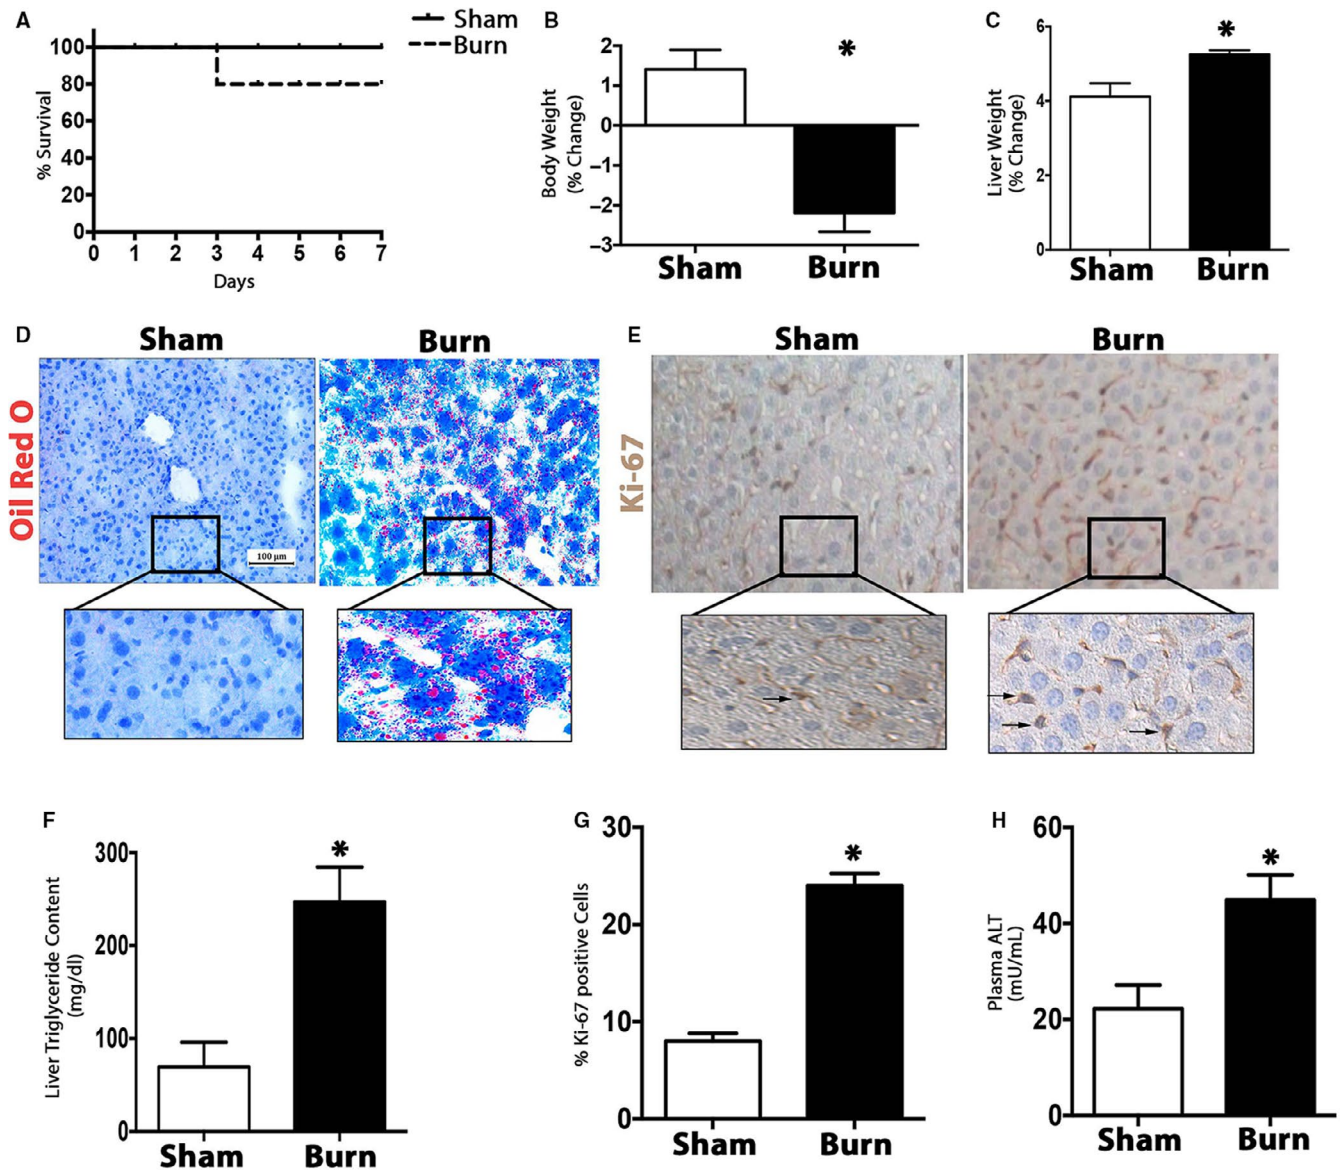 A
Sham
Burn
100
80
60
40
20
0
% Survival
0 1 2 3 4 5 6 7
Days
B
2
1
0
–1
–2
–3
Body Weight
(% Change)
*
Sham Burn
C
6
4
2
0
Liver Weight
(% Change)
*
Sham Burn
D
Sham Burn
Oil Red O
100 µm
E
Sham Burn
Ki-67
F
300
200
100
0
Liver Triglyceride Content
(mg/dl)
*
Sham Burn
G
30
20
10
0
% Ki-67 positive Cells
*
Sham Burn
H
60
40
20
0
Plasma ALT
(mU/mL)
*
Sham Burn